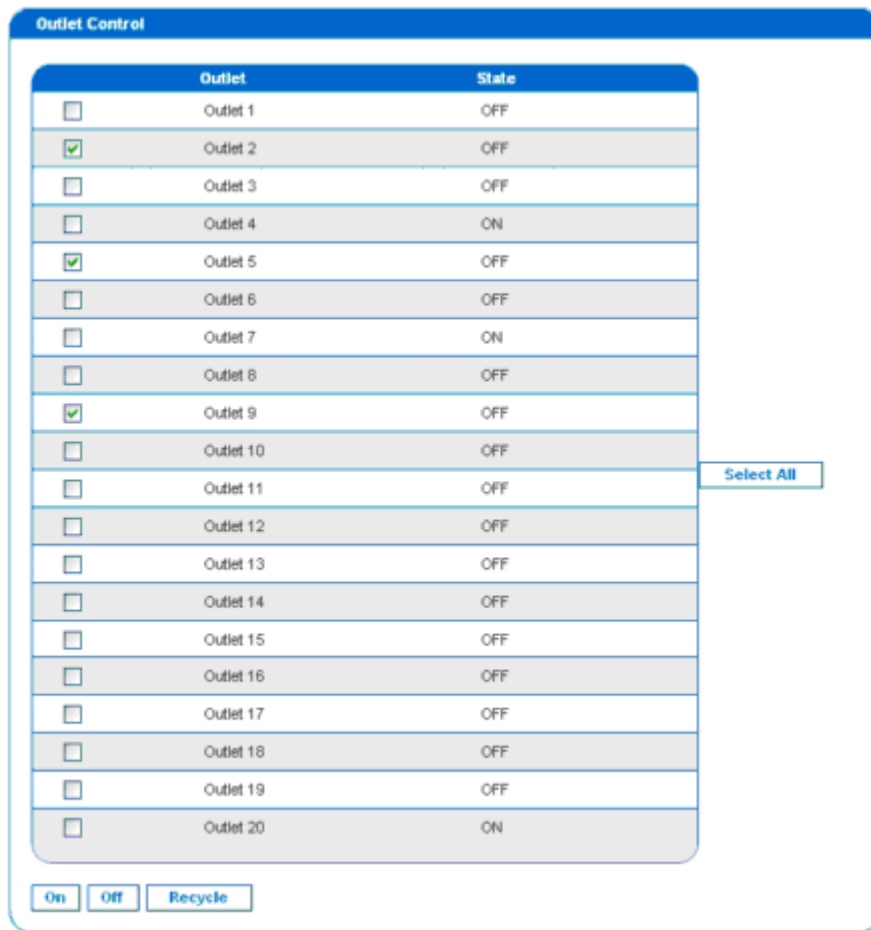 Outlet Control
Outlet State
Outlet 1 OFF
Outlet 2 OFF
Outlet 3 OFF
Outlet 4 ON
Outlet 5 OFF
Outlet 6 OFF
Outlet 7 ON
Outlet 8 OFF
Outlet 9 OFF
Outlet 10 OFF
Select All
Outlet 11 OFF
Outlet 12 OFF
Outlet 13 OFF
Outlet 14 OFF
Outlet 15 OFF
Outlet 16 OFF
Outlet 17 OFF
Outlet 18 OFF
Outlet 19 OFF
Outlet 20 ON
On Off Recycle